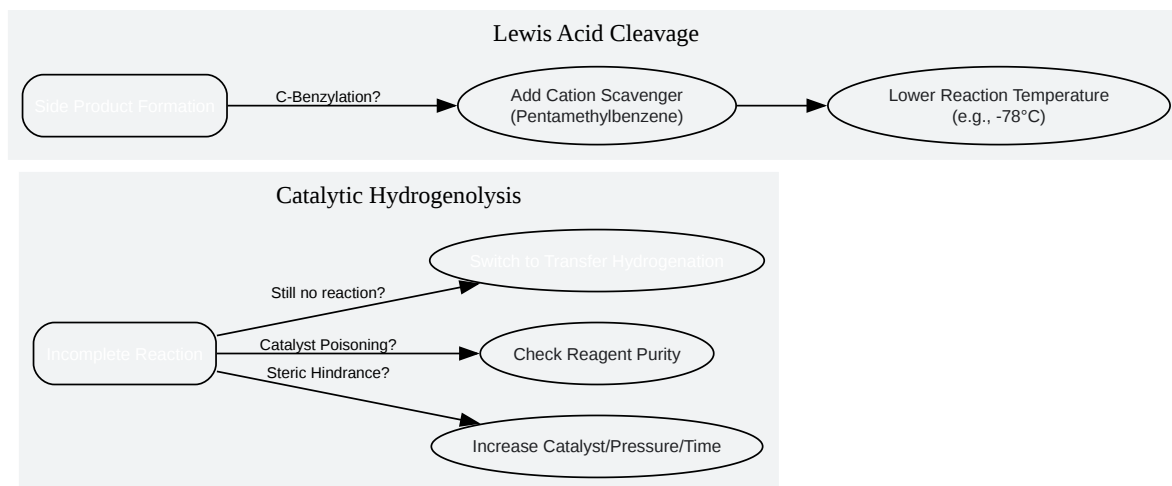 Lewis Acid Cleavage
Side Product Formation
C-Benzylation?
Add Cation Scavenger
(Pentamethylbenzene)
Lower Reaction Temperature
(e.g., -78°C)
Catalytic Hydrogenolysis
Incomplete Reaction
Still no reaction?
Switch to Transfer Hydrogenation
Catalyst Poisoning?
Check Reagent Purity
Steric Hindrance?
Increase Catalyst/Pressure/Time